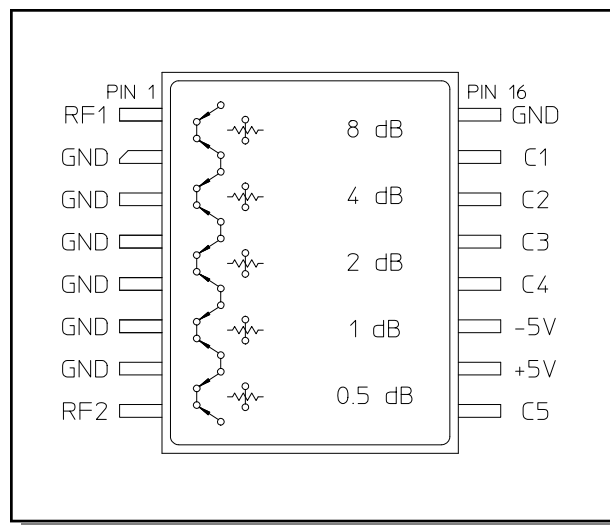 PIN 1 PIN 16
RF1 8 dB GND
GND C1
GND 4 dB C2
GND 2 dB C3
GND C4
GND 1 dB -5V
GND +5V
RF2 0.5 dB C5